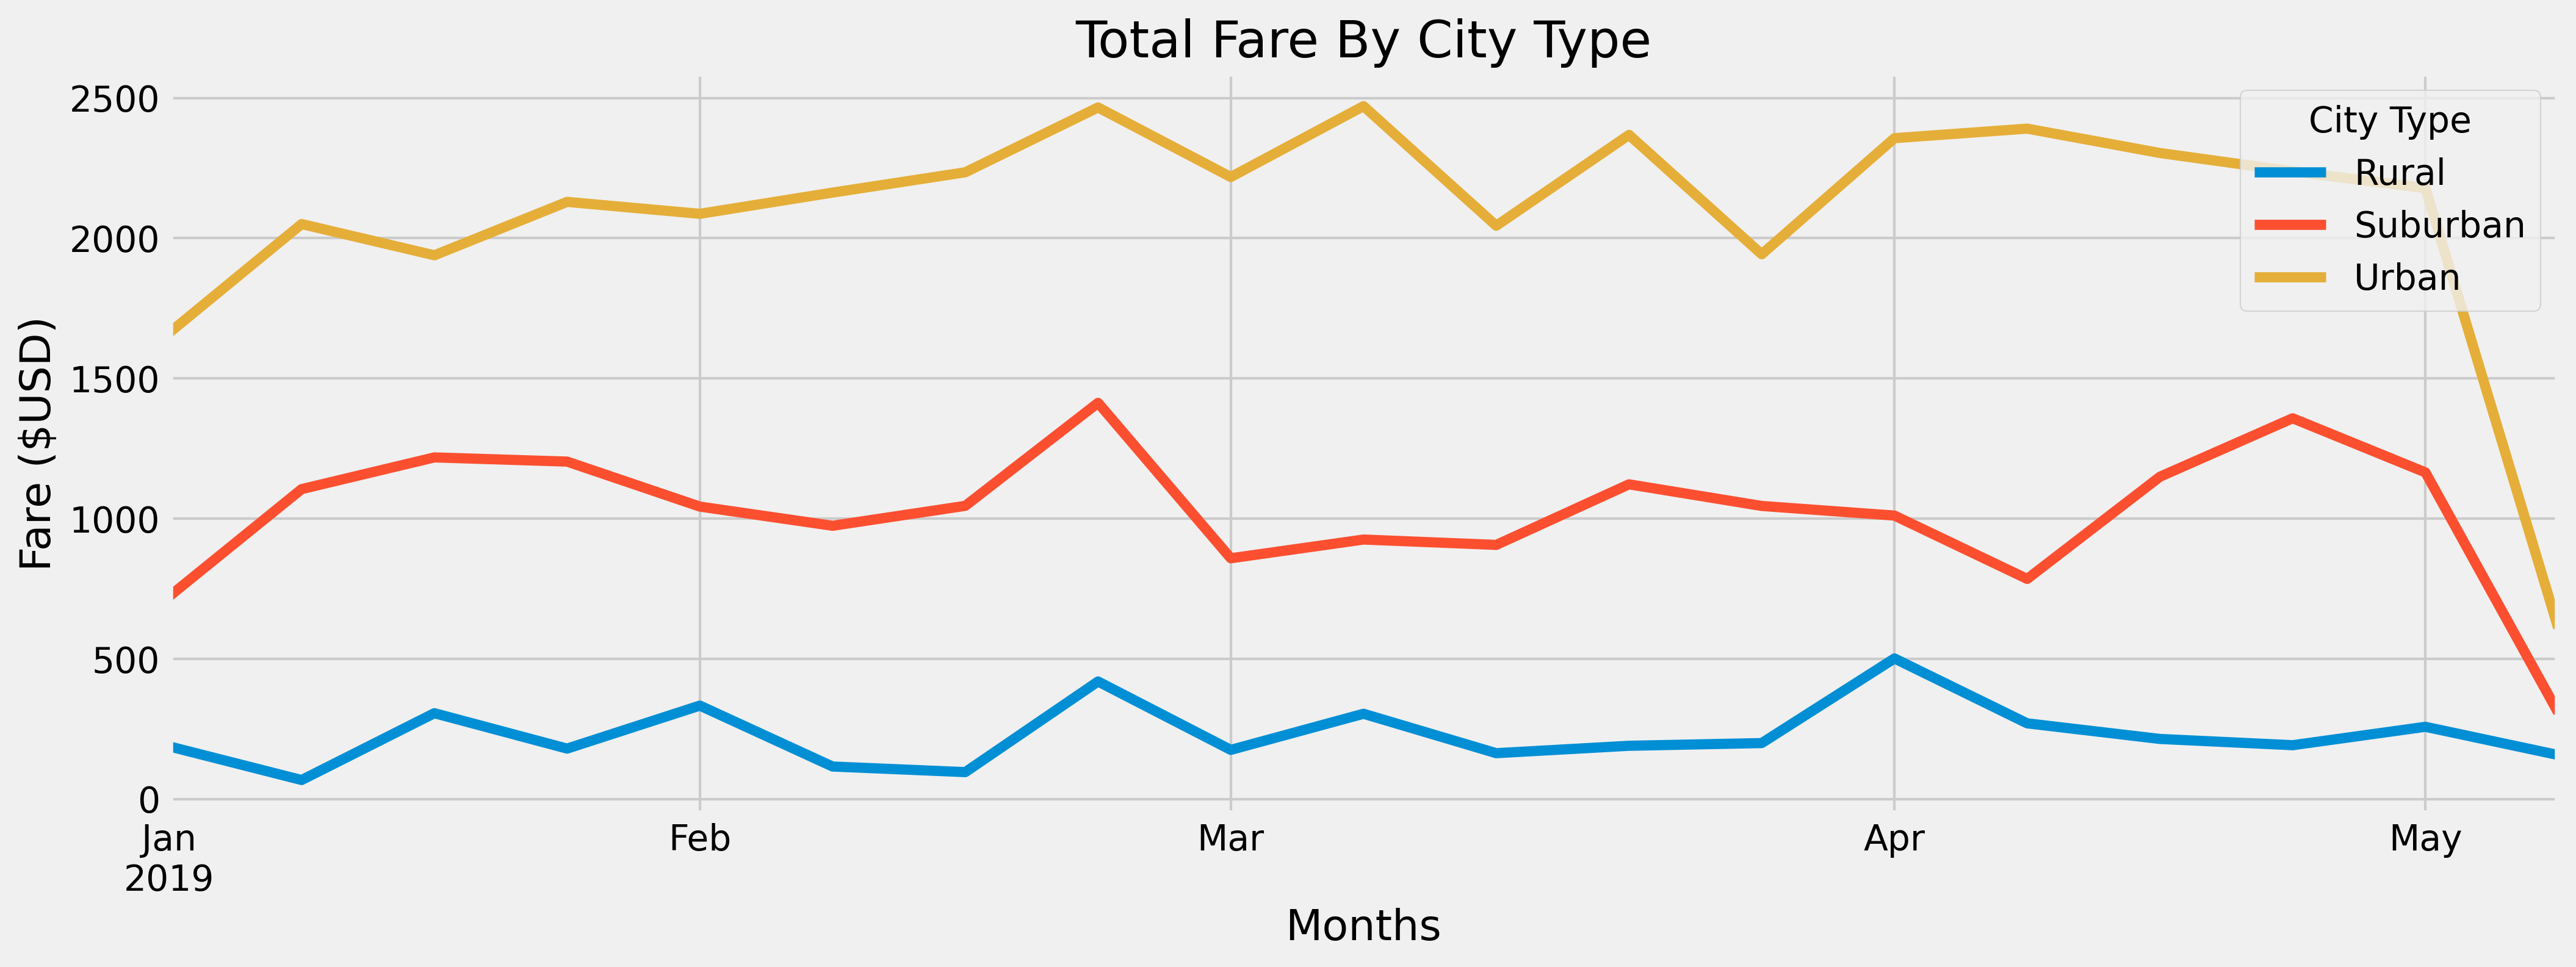 Total Fare By City Type
2500
2000
1500
1000
500
0
Fare ($USD)
City Type
Rural
Suburban
Urban
Jan
2019
Feb
Mar
Apr
May
Months